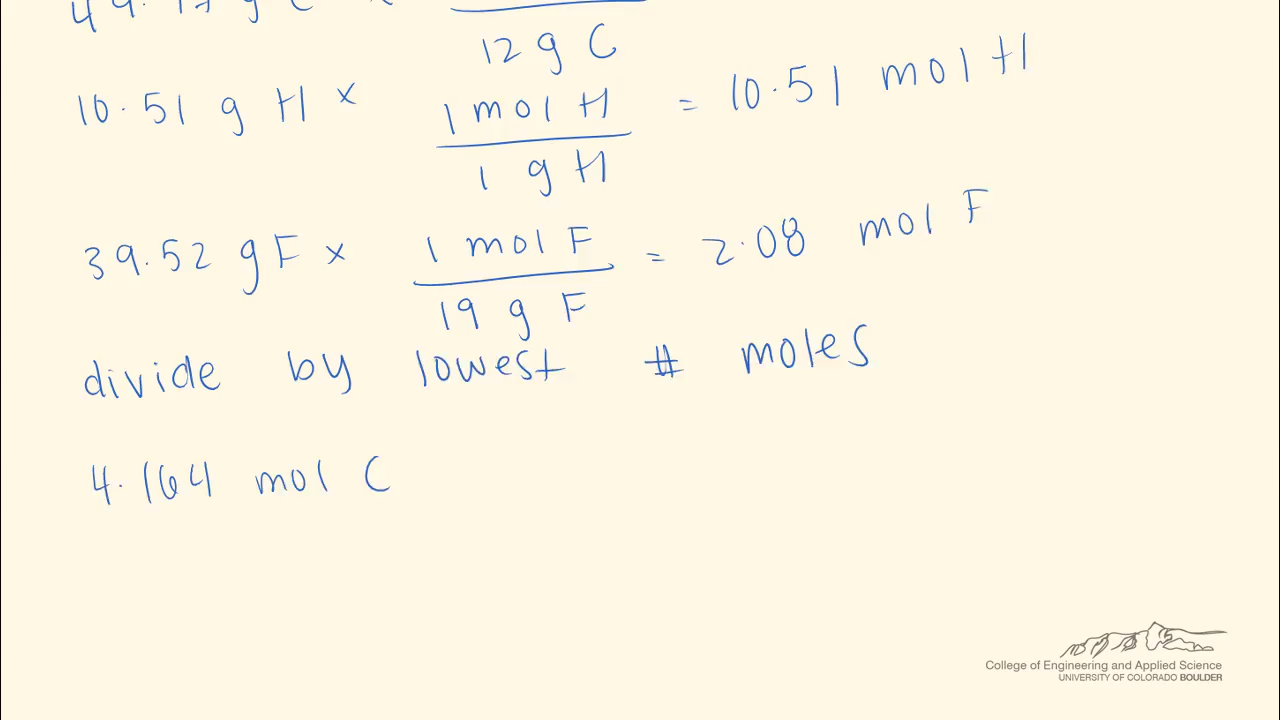 g C
12 g C
10.51 g H × 1 mol H = 10.51 mol H
1 g H
39.52 g F × 1 mol F = 2.08 mol F
19 g F
divide by lowest # moles
4.164 mol C
College of Engineering and Applied Science
UNIVERSITY OF COLORADO BOULDER